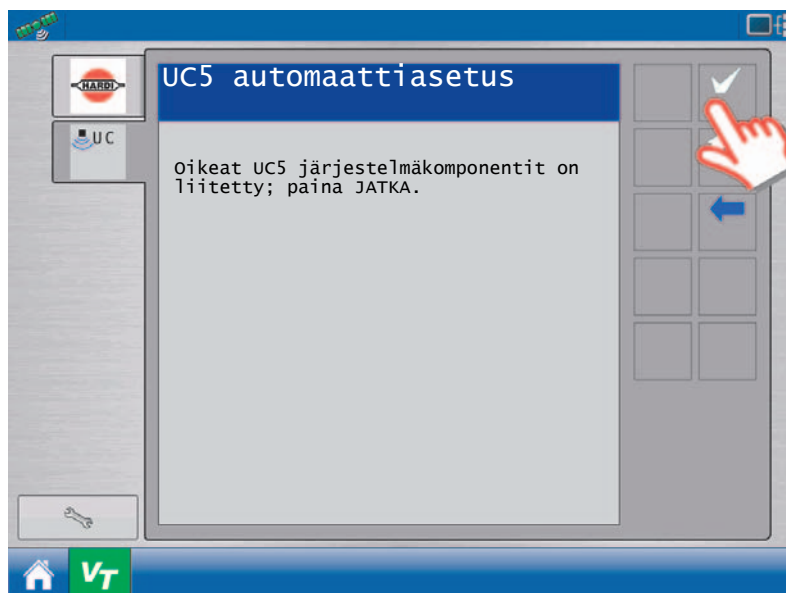 HARDI
UC5 automaattiasetus
UC
Oikeat UC5 järjestelmäkomponentit on
liitetty; paina JATKA.
VT